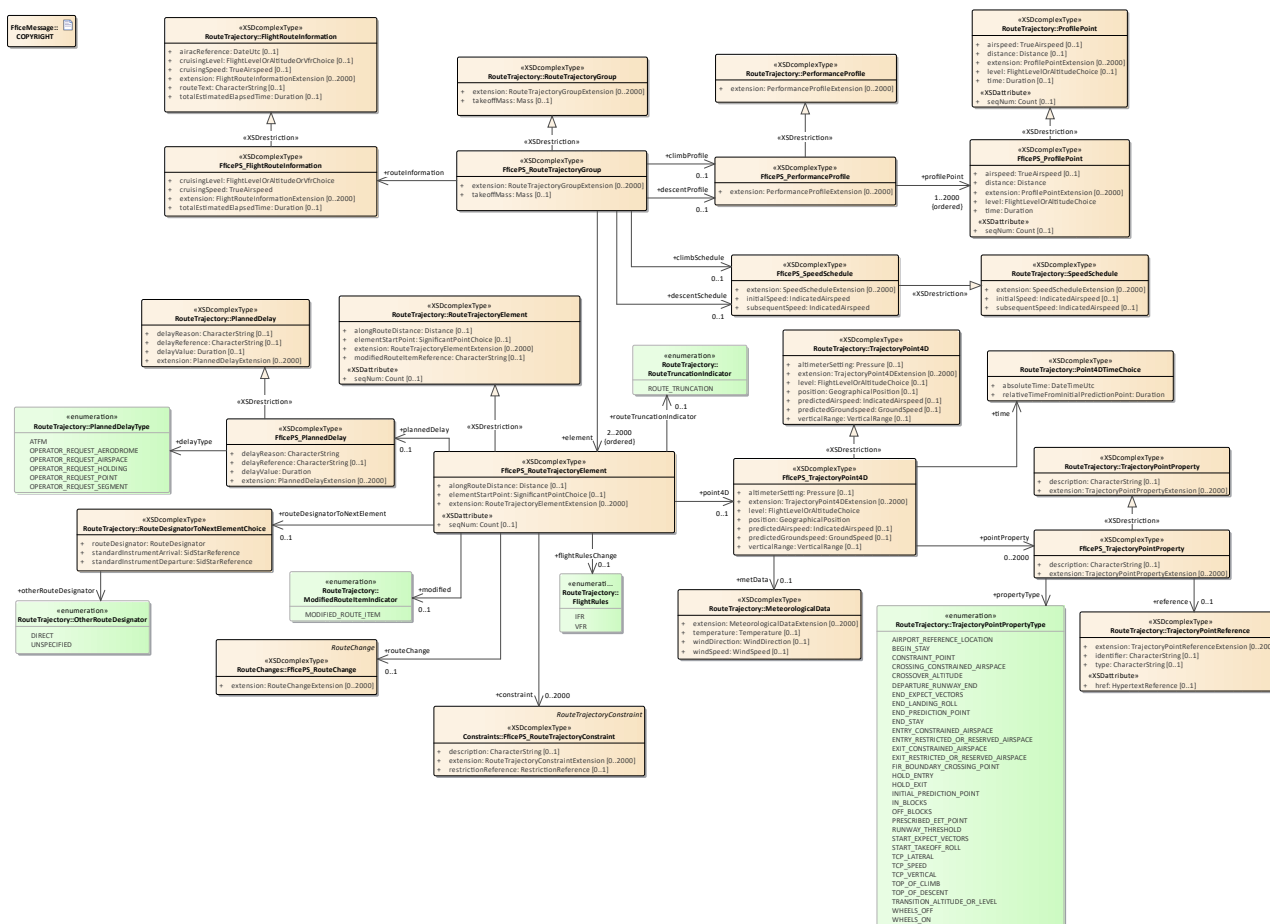 FficeMessage::
COPYRIGHT
«XSDcomplexType»
RouteTrajectory::FlightRouteInformation
+ airacReference: DateUtc [0..1]
+ cruisingLevel: FlightLevelOrAltitudeOrVfrChoice [0..1]
+ cruisingSpeed: TrueAirspeed [0..1]
+ extension: FlightRouteInformationExtension [0..2000]
+ routeText: CharacterString [0..1]
+ totalEstimatedElapsedTime: Duration [0..1]
«XSDrestriction»
«XSDcomplexType»
FficePS_FlightRouteInformation
+ cruisingLevel: FlightLevelOrAltitudeOrVfrChoice
+ cruisingSpeed: TrueAirspeed
+ extension: FlightRouteInformationExtension [0..2000]
+ totalEstimatedElapsedTime: Duration [0..1]
+routeInformation
«XSDcomplexType»
RouteTrajectory::RouteTrajectoryGroup
+ extension: RouteTrajectoryGroupExtension [0..2000]
+ takeoffMass: Mass [0..1]
«XSDrestriction»
«XSDcomplexType»
FficePS_RouteTrajectoryGroup
+ extension: RouteTrajectoryGroupExtension [0..2000]
+ takeoffMass: Mass [0..1]
+climbProfile
0..1
+descentProfile
0..1
«XSDcomplexType»
RouteTrajectory::PerformanceProfile
+ extension: PerformanceProfileExtension [0..2000]
«XSDrestriction»
«XSDcomplexType»
FficePS_PerformanceProfile
+ extension: PerformanceProfileExtension [0..2000]
+profilePoint
1..2000
{ordered}
«XSDcomplexType»
RouteTrajectory::ProfilePoint
+ airspeed: TrueAirspeed [0..1]
+ distance: Distance [0..1]
+ extension: ProfilePointExtension [0..2000]
+ level: FlightLevelOrAltitudeChoice [0..1]
+ time: Duration [0..1]
«XSDattribute»
+ seqNum: Count [0..1]
«XSDrestriction»
«XSDcomplexType»
FficePS_ProfilePoint
+ airspeed: TrueAirspeed [0..1]
+ distance: Distance
+ extension: ProfilePointExtension [0..2000]
+ level: FlightLevelOrAltitudeChoice
+ time: Duration
«XSDattribute»
+ seqNum: Count [0..1]
+climbSchedule
0..1
+descentSchedule
0..1
«XSDcomplexType»
FficePS_SpeedSchedule
+ extension: SpeedScheduleExtension [0..2000]
+ initialSpeed: IndicatedAirspeed
+ subsequentSpeed: IndicatedAirspeed
«XSDrestriction»
«XSDcomplexType»
RouteTrajectory::SpeedSchedule
+ extension: SpeedScheduleExtension [0..2000]
+ initialSpeed: IndicatedAirspeed [0..1]
+ subsequentSpeed: IndicatedAirspeed [0..1]
«XSDcomplexType»
RouteTrajectory::PlannedDelay
+ delayReason: CharacterString [0..1]
+ delayReference: CharacterString [0..1]
+ delayValue: Duration [0..1]
+ extension: PlannedDelayExtension [0..2000]
«XSDrestriction»
«XSDcomplexType»
RouteTrajectory::RouteTrajectoryElement
+ alongRouteDistance: Distance [0..1]
+ elementStartPoint: SignificantPointChoice [0..1]
+ extension: RouteTrajectoryElementExtension [0..2000]
+ modifiedRouteItemReference: CharacterString [0..1]
«XSDattribute»
+ seqNum: Count [0..1]
«XSDrestriction»
«enumeration»
RouteTrajectory::
RouteTruncationIndicator
ROUTE_TRUNCATION
0..1
+routeTruncationIndicator
«XSDcomplexType»
RouteTrajectory::TrajectoryPoint4D
+ altimeterSetting: Pressure [0..1]
+ extension: TrajectoryPoint4DExtension [0..2000]
+ level: FlightLevelOrAltitudeChoice [0..1]
+ position: GeographicalPosition [0..1]
+ predictedAirspeed: IndicatedAirspeed [0..1]
+ predictedGroundspeed: GroundSpeed [0..1]
+ verticalRange: VerticalRange [0..1]
«XSDrestriction»
«XSDcomplexType»
RouteTrajectory::Point4DTimeChoice
+ absoluteTime: DateTimeUtc
+ relativeTimeFromInitialPredictionPoint: Duration
+time
«enumeration»
RouteTrajectory::PlannedDelayType
ATFM
OPERATOR_REQUEST_AERODROME
OPERATOR_REQUEST_AIRSPACE
OPERATOR_REQUEST_HOLDING
OPERATOR_REQUEST_POINT
OPERATOR_REQUEST_SEGMENT
+delayType
«XSDcomplexType»
FficePS_PlannedDelay
+ delayReason: CharacterString
+ delayReference: CharacterString [0..1]
+ delayValue: Duration
+ extension: PlannedDelayExtension [0..2000]
+plannedDelay
0..1
+element
2..2000
{ordered}
«XSDcomplexType»
FficePS_RouteTrajectoryElement
+ alongRouteDistance: Distance [0..1]
+ elementStartPoint: SignificantPointChoice [0..1]
+ extension: RouteTrajectoryElementExtension [0..2000]
«XSDattribute»
+ seqNum: Count [0..1]
+point4D
0..1
«XSDcomplexType»
FficePS_TrajectoryPoint4D
+ altimeterSetting: Pressure [0..1]
+ extension: TrajectoryPoint4DExtension [0..2000]
+ level: FlightLevelOrAltitudeChoice
+ position: GeographicalPosition
+ predictedAirspeed: IndicatedAirspeed [0..1]
+ predictedGroundspeed: GroundSpeed [0..1]
+ verticalRange: VerticalRange [0..1]
«XSDcomplexType»
RouteTrajectory::TrajectoryPointProperty
+ description: CharacterString [0..1]
+ extension: TrajectoryPointPropertyExtension [0..2000]
«XSDrestriction»
+pointProperty
0..2000
«XSDcomplexType»
FficePS_TrajectoryPointProperty
+ description: CharacterString [0..1]
+ extension: TrajectoryPointPropertyExtension [0..2000]
«XSDcomplexType»
RouteTrajectory::RouteDesignatorToNextElementChoice
+ routeDesignator: RouteDesignator
+ standardInstrumentArrival: SidStarReference
+ standardInstrumentDeparture: SidStarReference
+routeDesignatorToNextElement
0..1
+otherRouteDesignator
«enumeration»
RouteTrajectory::OtherRouteDesignator
DIRECT
UNSPECIFIED
«enumeration»
RouteTrajectory::
ModifiedRouteItemIndicator
MODIFIED_ROUTE_ITEM
+modified
0..1
+flightRulesChange
0..1
«enumerati...
RouteTrajectory::
FlightRules
IFR
VFR
+metData
0..1
«XSDcomplexType»
RouteTrajectory::MeteorologicalData
+ extension: MeteorologicalDataExtension [0..2000]
+ temperature: Temperature [0..1]
+ windDirection: WindDirection [0..1]
+ windSpeed: WindSpeed [0..1]
+propertyType
+reference
0..1
«XSDcomplexType»
RouteTrajectory::TrajectoryPointReference
+ extension: TrajectoryPointReferenceExtension [0..200
+ identifier: CharacterString [0..1]
+ type: CharacterString [0..1]
«XSDattribute»
+ href: HypertextReference [0..1]
RouteChange
«XSDcomplexType»
RouteChanges::FficePS_RouteChange
+ extension: RouteChangeExtension [0..2000]
+routeChange
0..1
+constraint
0..2000
RouteTrajectoryConstraint
«XSDcomplexType»
Constraints::FficePS_RouteTrajectoryConstraint
+ description: CharacterString [0..1]
+ extension: RouteTrajectoryConstraintExtension [0..2000]
+ restrictionReference: RestrictionReference [0..1]
«enumeration»
RouteTrajectory::TrajectoryPointPropertyType
AIRPORT_REFERENCE_LOCATION
BEGIN_STAY
CONSTRAINT_POINT
CROSSING_CONSTRAINED_AIRSPACE
CROSSOVER_ALTITUDE
DEPARTURE_RUNWAY_END
END_EXPECT_VECTORS
END_LANDING_ROLL
END_PREDICTION_POINT
END_STAY
ENTRY_CONSTRAINED_AIRSPACE
ENTRY_RESTRICTED_OR_RESERVED_AIRSPACE
EXIT_CONSTRAINED_AIRSPACE
EXIT_RESTRICTED_OR_RESERVED_AIRSPACE
FIR_BOUNDARY_CROSSING_POINT
HOLD_ENTRY
HOLD_EXIT
INITIAL_PREDICTION_POINT
IN_BLOCKS
OFF_BLOCKS
PRESCRIBED_EET_POINT
RUNWAY_THRESHOLD
START_EXPECT_VECTORS
START_TAKEOFF_ROLL
TCP_LATERAL
TCP_SPEED
TCP_VERTICAL
TOP_OF_CLIMB
TOP_OF_DESCENT
TRANSITION_ALTITUDE_OR_LEVEL
WHEELS_OFF
WHEELS_ON